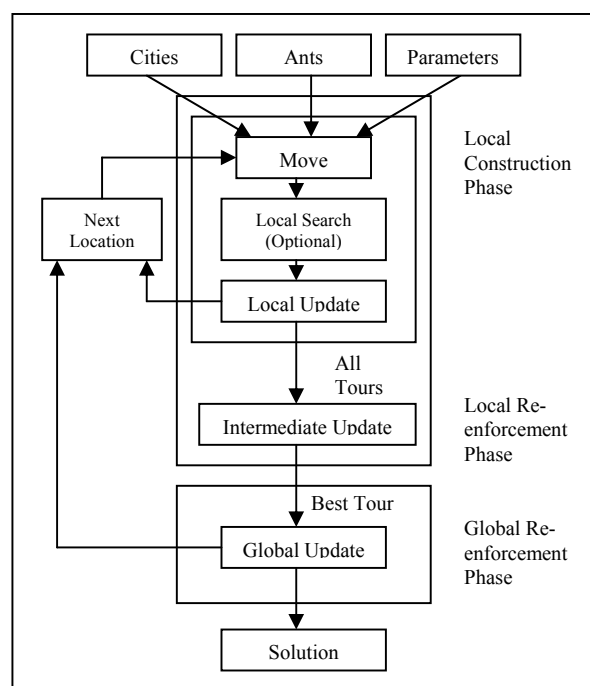 Cities
Ants
Parameters
Move
Local
Construction
Phase
Next
Location
Local Search
(Optional)
Local Update
All
Tours
Intermediate Update
Local Re-
enforcement
Phase
Best Tour
Global Update
Global Re-
enforcement
Phase
Solution